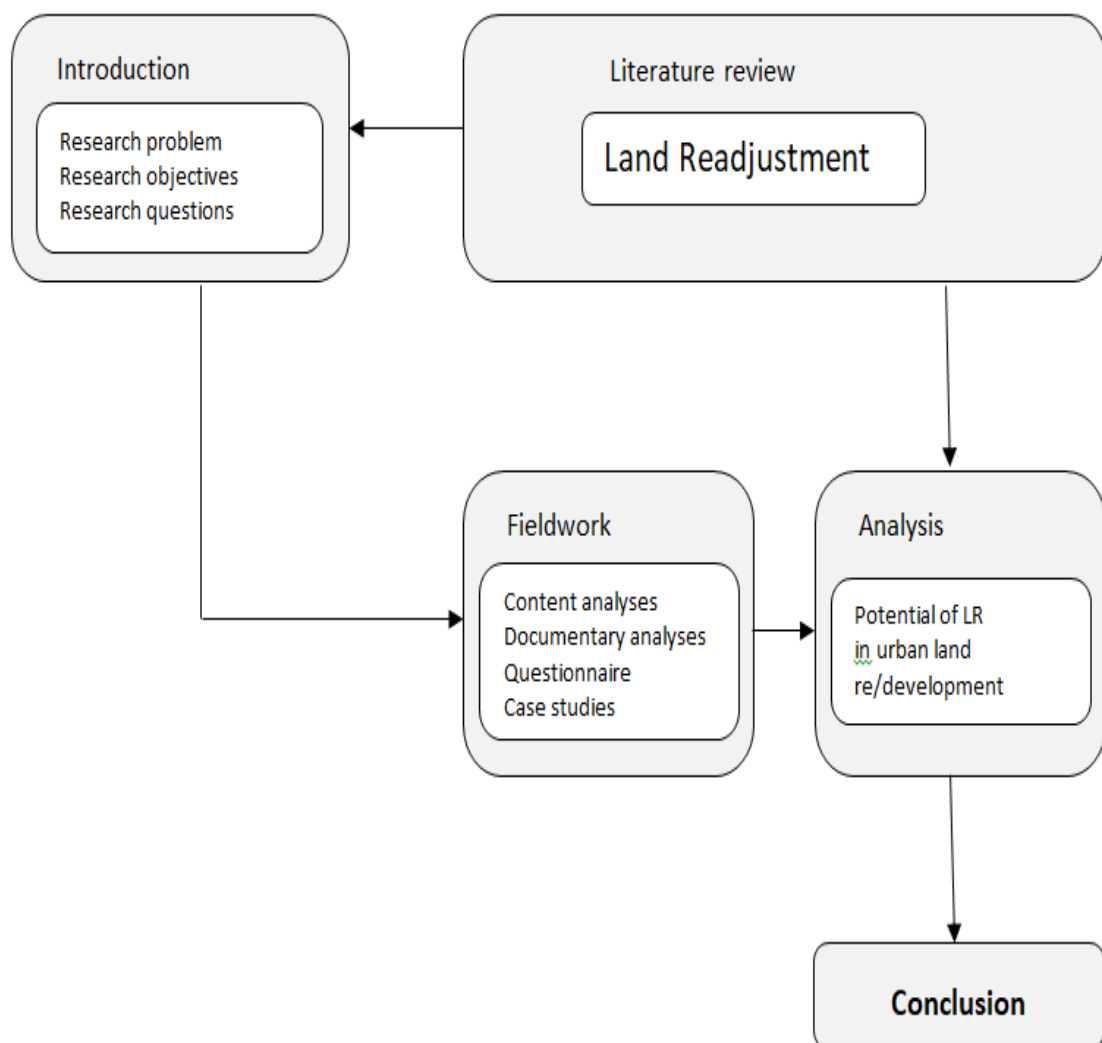 Introduction
Research problem
Research objectives
Research questions
Literature review
Land Readjustment
Fieldwork
Content analyses
Documentary analyses
Questionnaire
Case studies
Analysis
Potential of LR
in urban land
re/development
Conclusion